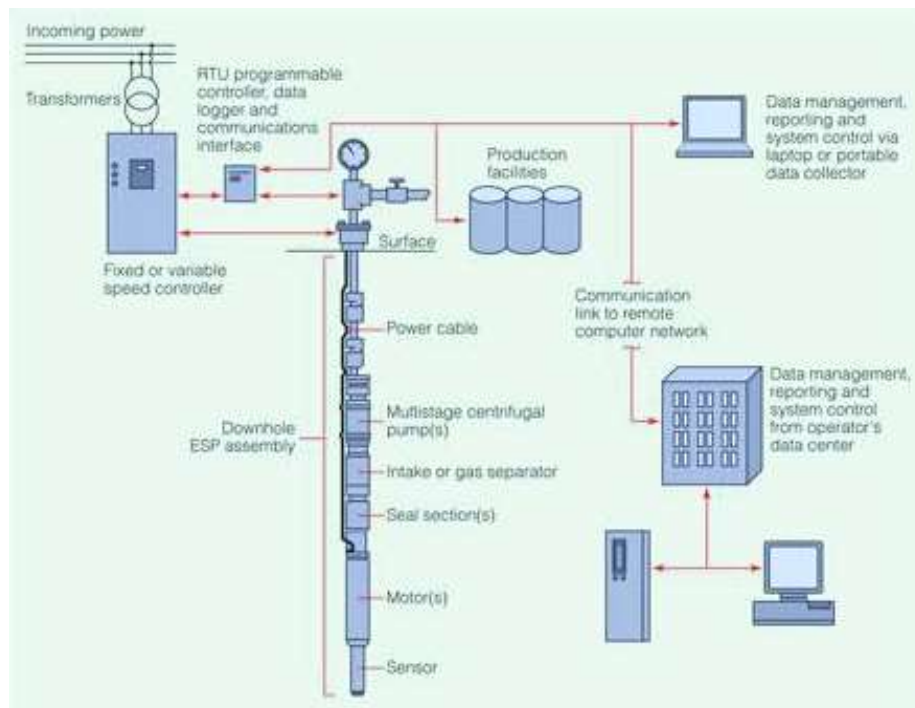 Incoming power
Transformers
RTU programmable
controller, data
logger and
communications
interface
Fixed or variable
speed controller
Surface
Production
facilities
Data management,
reporting and
system control via
laptop or portable
data collector
Communication
link to remote
computer network
Data management,
reporting and
system control
from operator's
data center
Downhole
ESP assembly
Power cable
Multistage centrifugal
pump(s)
Intake or gas separator
Seal section(s)
Motor(s)
Sensor